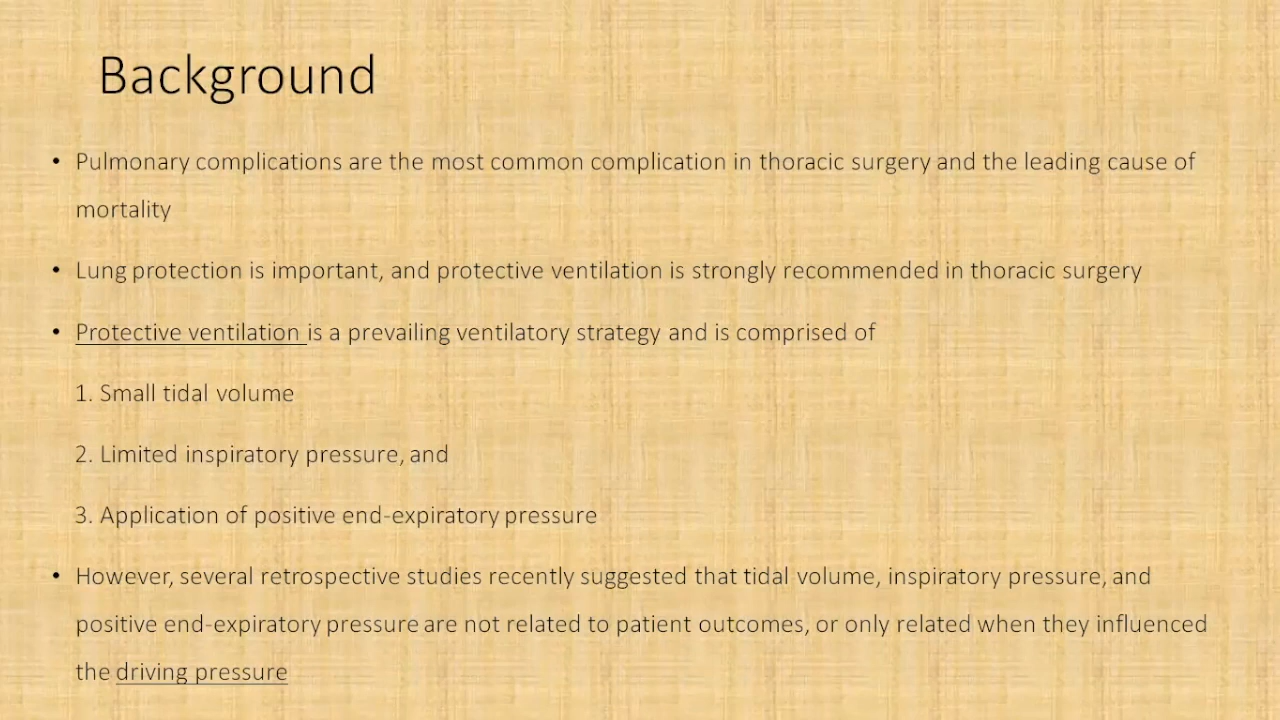 Background
• Pulmonary complications are the most common complication in thoracic surgery and the leading cause of
mortality
• Lung protection is important, and protective ventilation is strongly recommended in thoracic surgery
• Protective ventilation is a prevailing ventilatory strategy and is comprised of
1. Small tidal volume
2. Limited inspiratory pressure, and
3. Application of positive end-expiratory pressure
• However, several retrospective studies recently suggested that tidal volume, inspiratory pressure, and
positive end-expiratory pressure are not related to patient outcomes, or only related when they influenced
the driving pressure